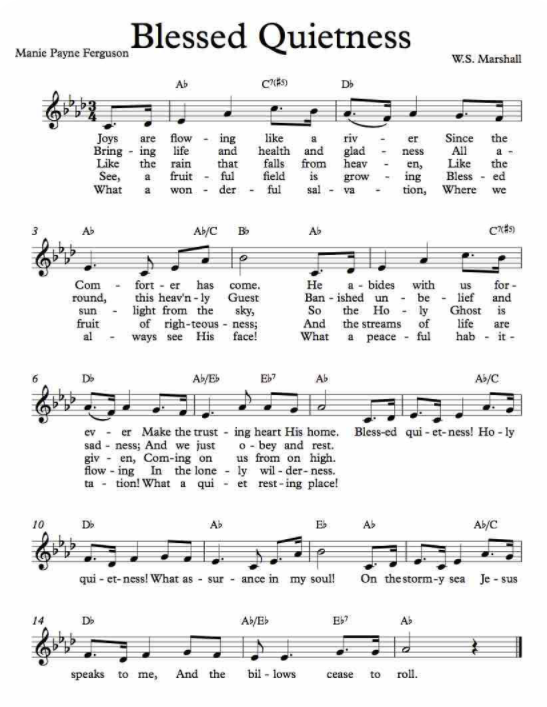 Blessed Quietness
Manie Payne Ferguson
W.S. Marshall
A♭ C7(♯5) D♭
3
4
Joys are flow - ing like a riv - er Since the
Bring - ing life and health and glad - ness All a -
Like the rain that falls from heav - en, Like the
See, a fruit - ful field is grow - ing Bless - ed
What a won - der - ful sal - va - tion, Where we
3 A♭ A♭/C B♭ A♭ C7(♯5)
Com - fort - er has come. He a - bides with us for -
round, this heav'n - ly Guest Ban - ished un - be - lief and
sun - light from the sky, So the Ho - ly Ghost is
fruit of righ - teous - ness; And the streams of life are
al - ways see His face! What a peace - ful hab - it -
6 D♭ A♭/E♭ E♭7 A♭ A♭/C
ev - er Make the trust - ing heart His home. Bless-ed qui - et-ness! Ho - ly
sad - ness; And we just o - bey and rest.
giv - en, Com-ing on us from on high.
flow - ing In the lone - ly wil - der-ness.
ta - tion! What a qui - et rest - ing place!
10 D♭ A♭ E♭ A♭ A♭/C
qui - et-ness! What as - sur - ance in my soul! On the storm-y sea Je - sus
14 D♭ A♭/E♭ E♭7 A♭
speaks to me, And the bil - lows cease to roll.